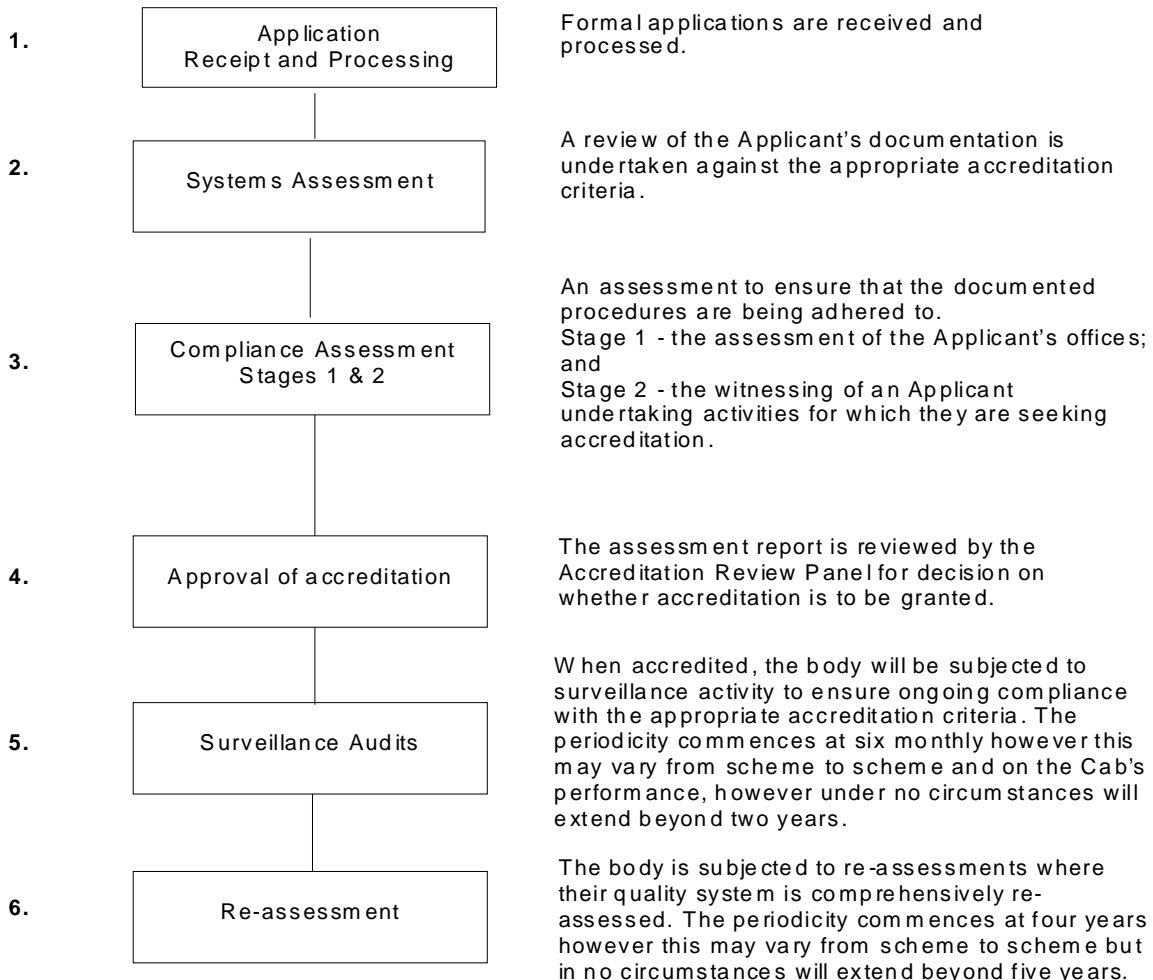 1.
Application
Receipt and Processing
Formal applications are received and
processed.
2.
Systems Assessment
A review of the Applicant's documentation is
undertaken against the appropriate accreditation
criteria.
3.
Compliance Assessment
Stages 1 & 2
An assessment to ensure that the documented
procedures are being adhered to.
Stage 1 - the assessment of the Applicant's offices;
and
Stage 2 - the witnessing of an Applicant
undertaking activities for which they are seeking
accreditation.
4.
Approval of accreditation
The assessment report is reviewed by the
Accreditation Review Panel for decision on
whether accreditation is to be granted.
5.
Surveillance Audits
When accredited, the body will be subjected to
surveillance activity to ensure ongoing compliance
with the appropriate accreditation criteria. The
periodicity commences at six monthly however this
may vary from scheme to scheme and on the Cab's
performance, however under no circumstances will
extend beyond two years.
6.
Re-assessment
The body is subjected to re-assessments where
their quality system is comprehensively re-
assessed. The periodicity commences at four years
however this may vary from scheme to scheme but
in no circumstances will extend beyond five years.